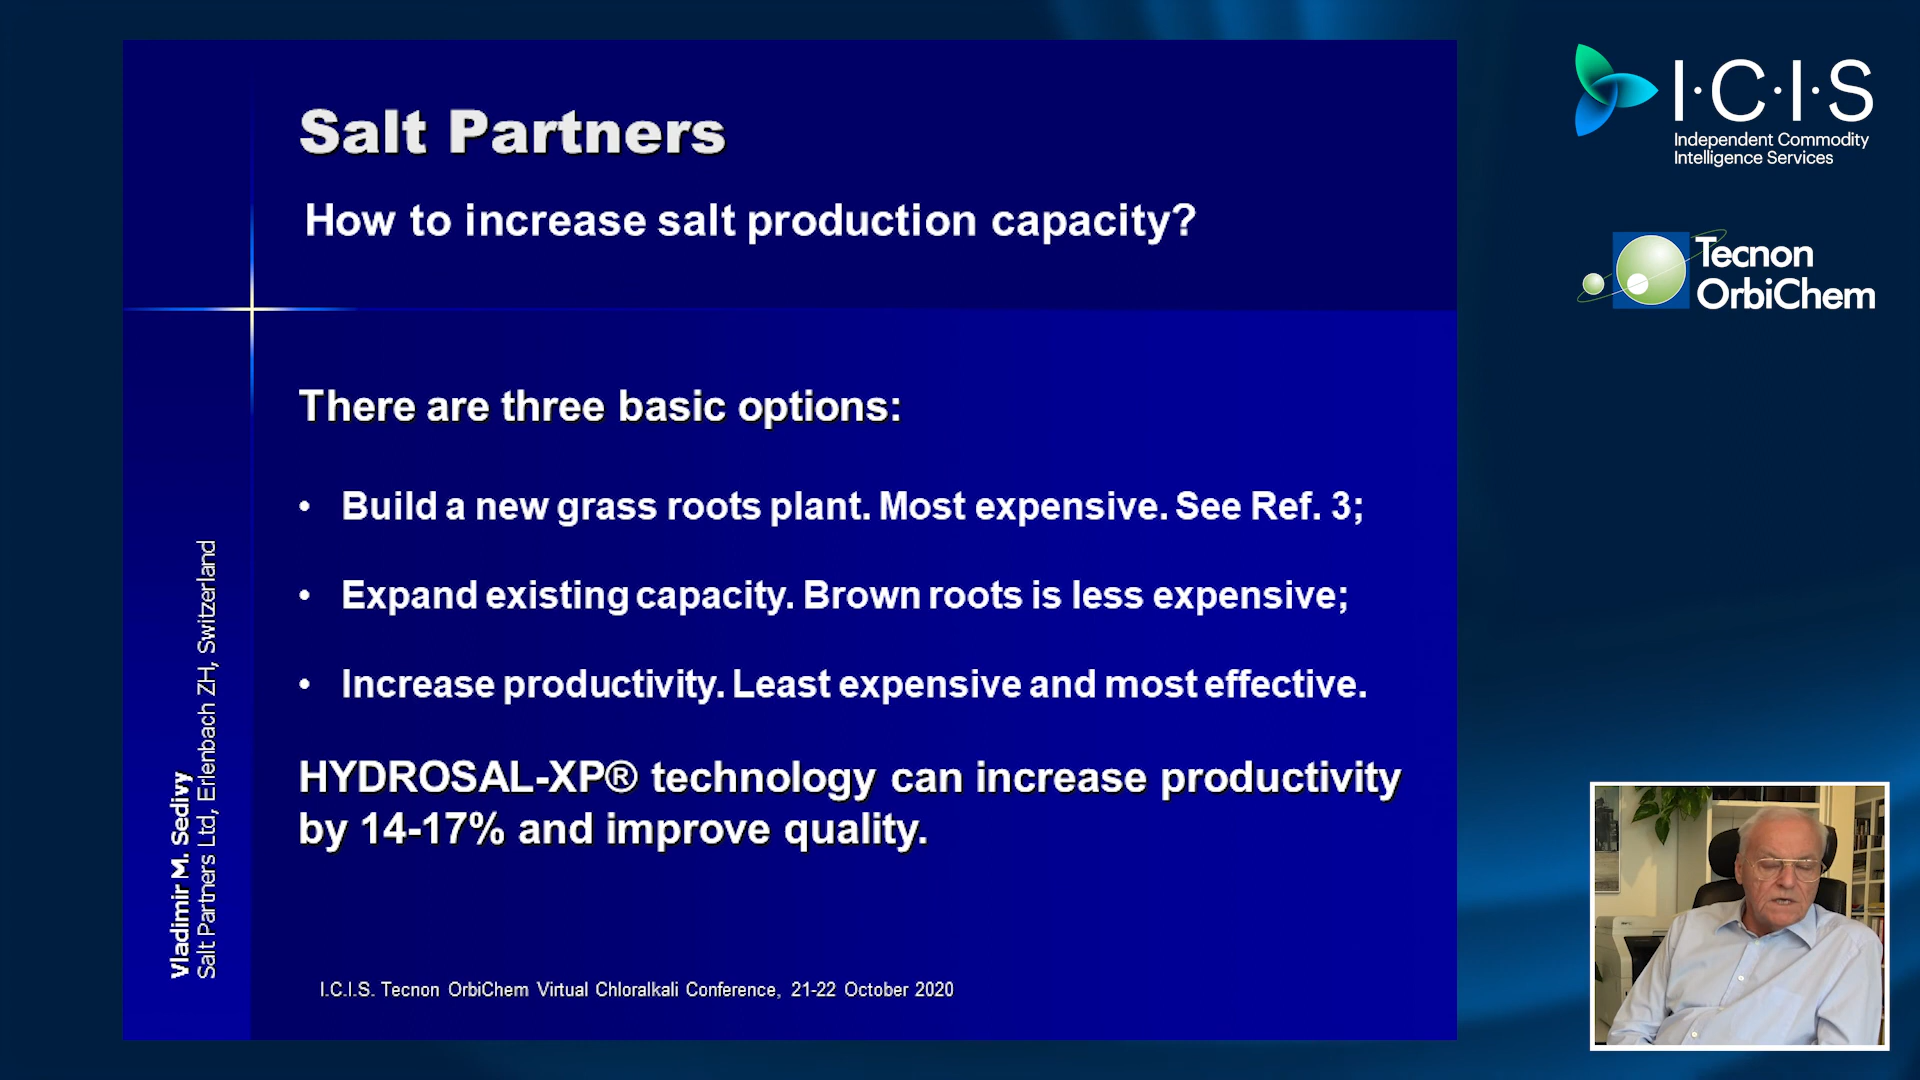 Salt Partners
How to increase salt production capacity?
There are three basic options:
• Build a new grass roots plant. Most expensive. See Ref. 3;
• Expand existing capacity. Brown roots is less expensive;
• Increase productivity. Least expensive and most effective.
HYDROSAL-XP® technology can increase productivity
by 14-17% and improve quality.
Vladimir M. Sedivy
Salt Partners Ltd, Erlenbach ZH, Switzerland
I.C.I.S. Tecnon OrbiChem Virtual Chloralkali Conference, 21-22 October 2020
I·C·I·S
Independent Commodity
Intelligence Services
Tecnon
OrbiChem